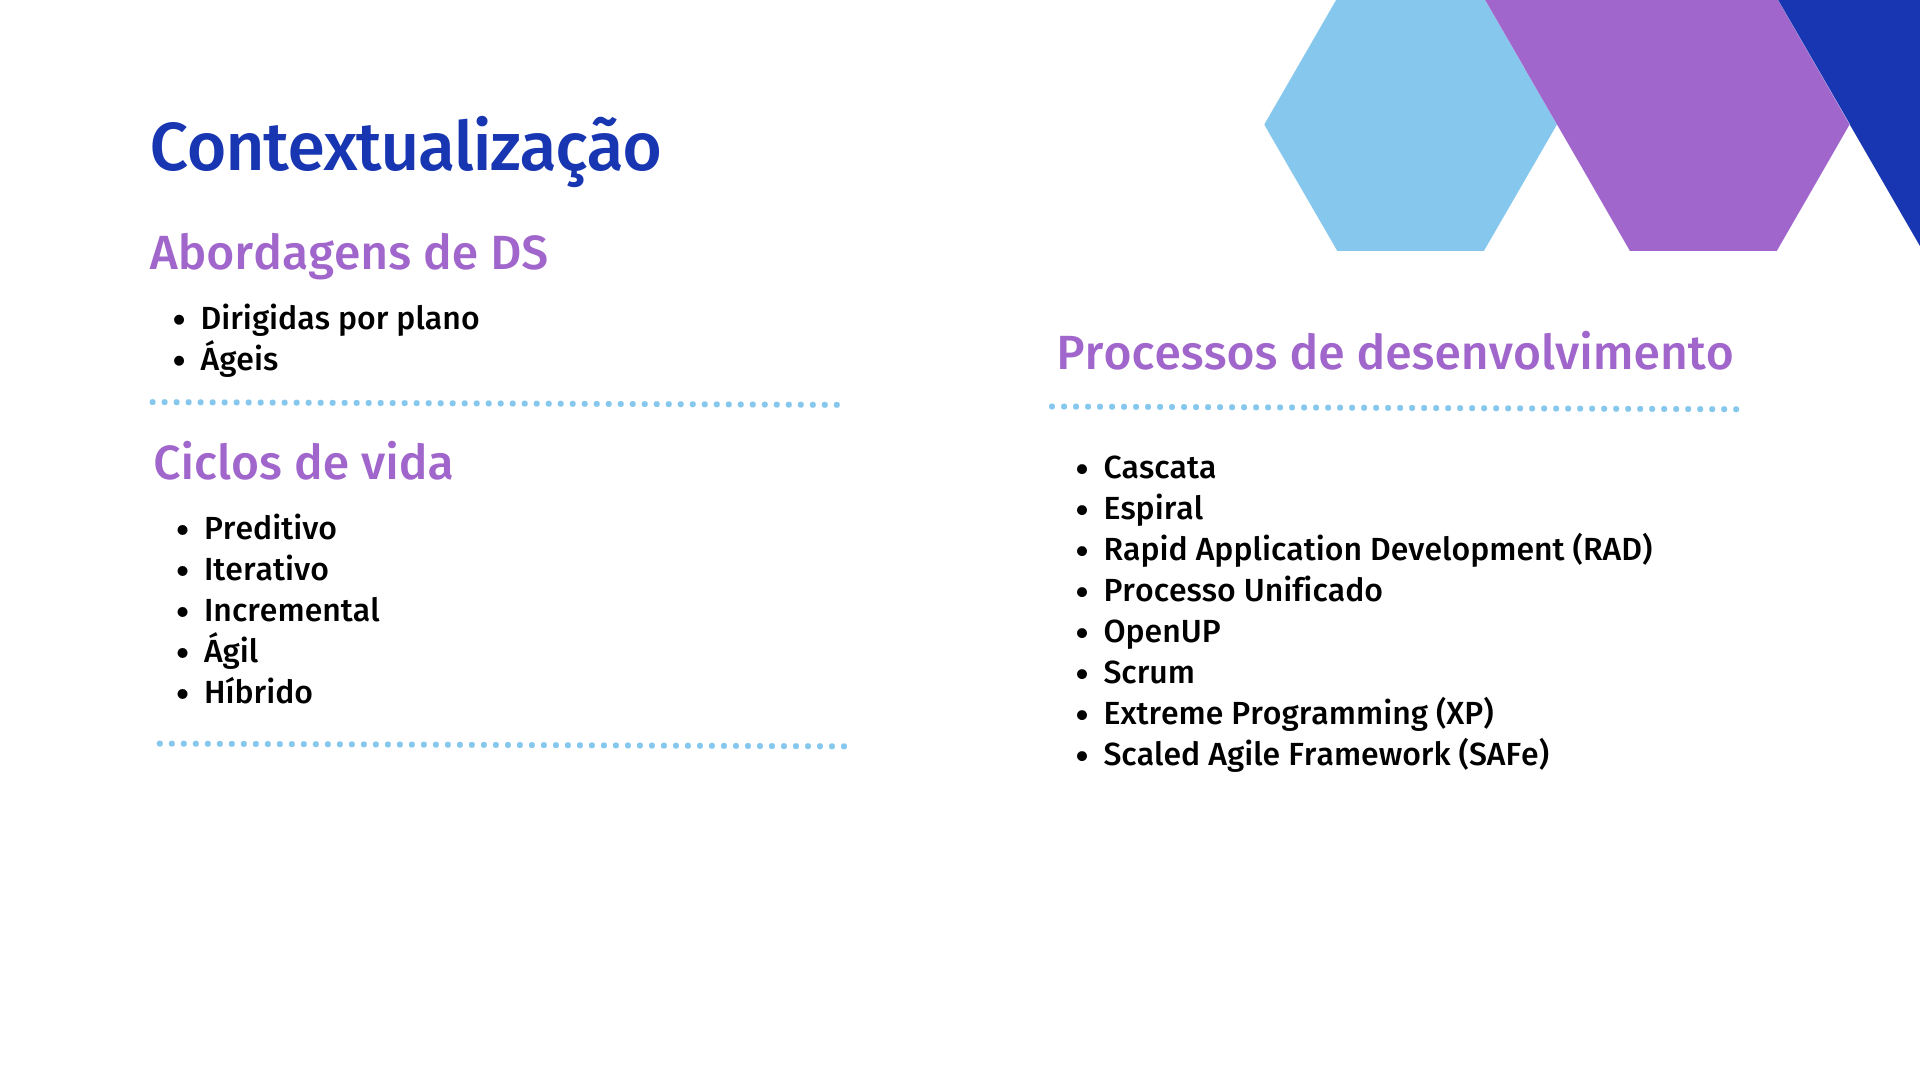 Contextualização
Abordagens de DS
• Dirigidas por plano
• Ágeis
Ciclos de vida
• Preditivo
• Iterativo
• Incremental
• Ágil
• Híbrido
Processos de desenvolvimento
• Cascata
• Espiral
• Rapid Application Development (RAD)
• Processo Unificado
• OpenUP
• Scrum
• Extreme Programming (XP)
• Scaled Agile Framework (SAFe)